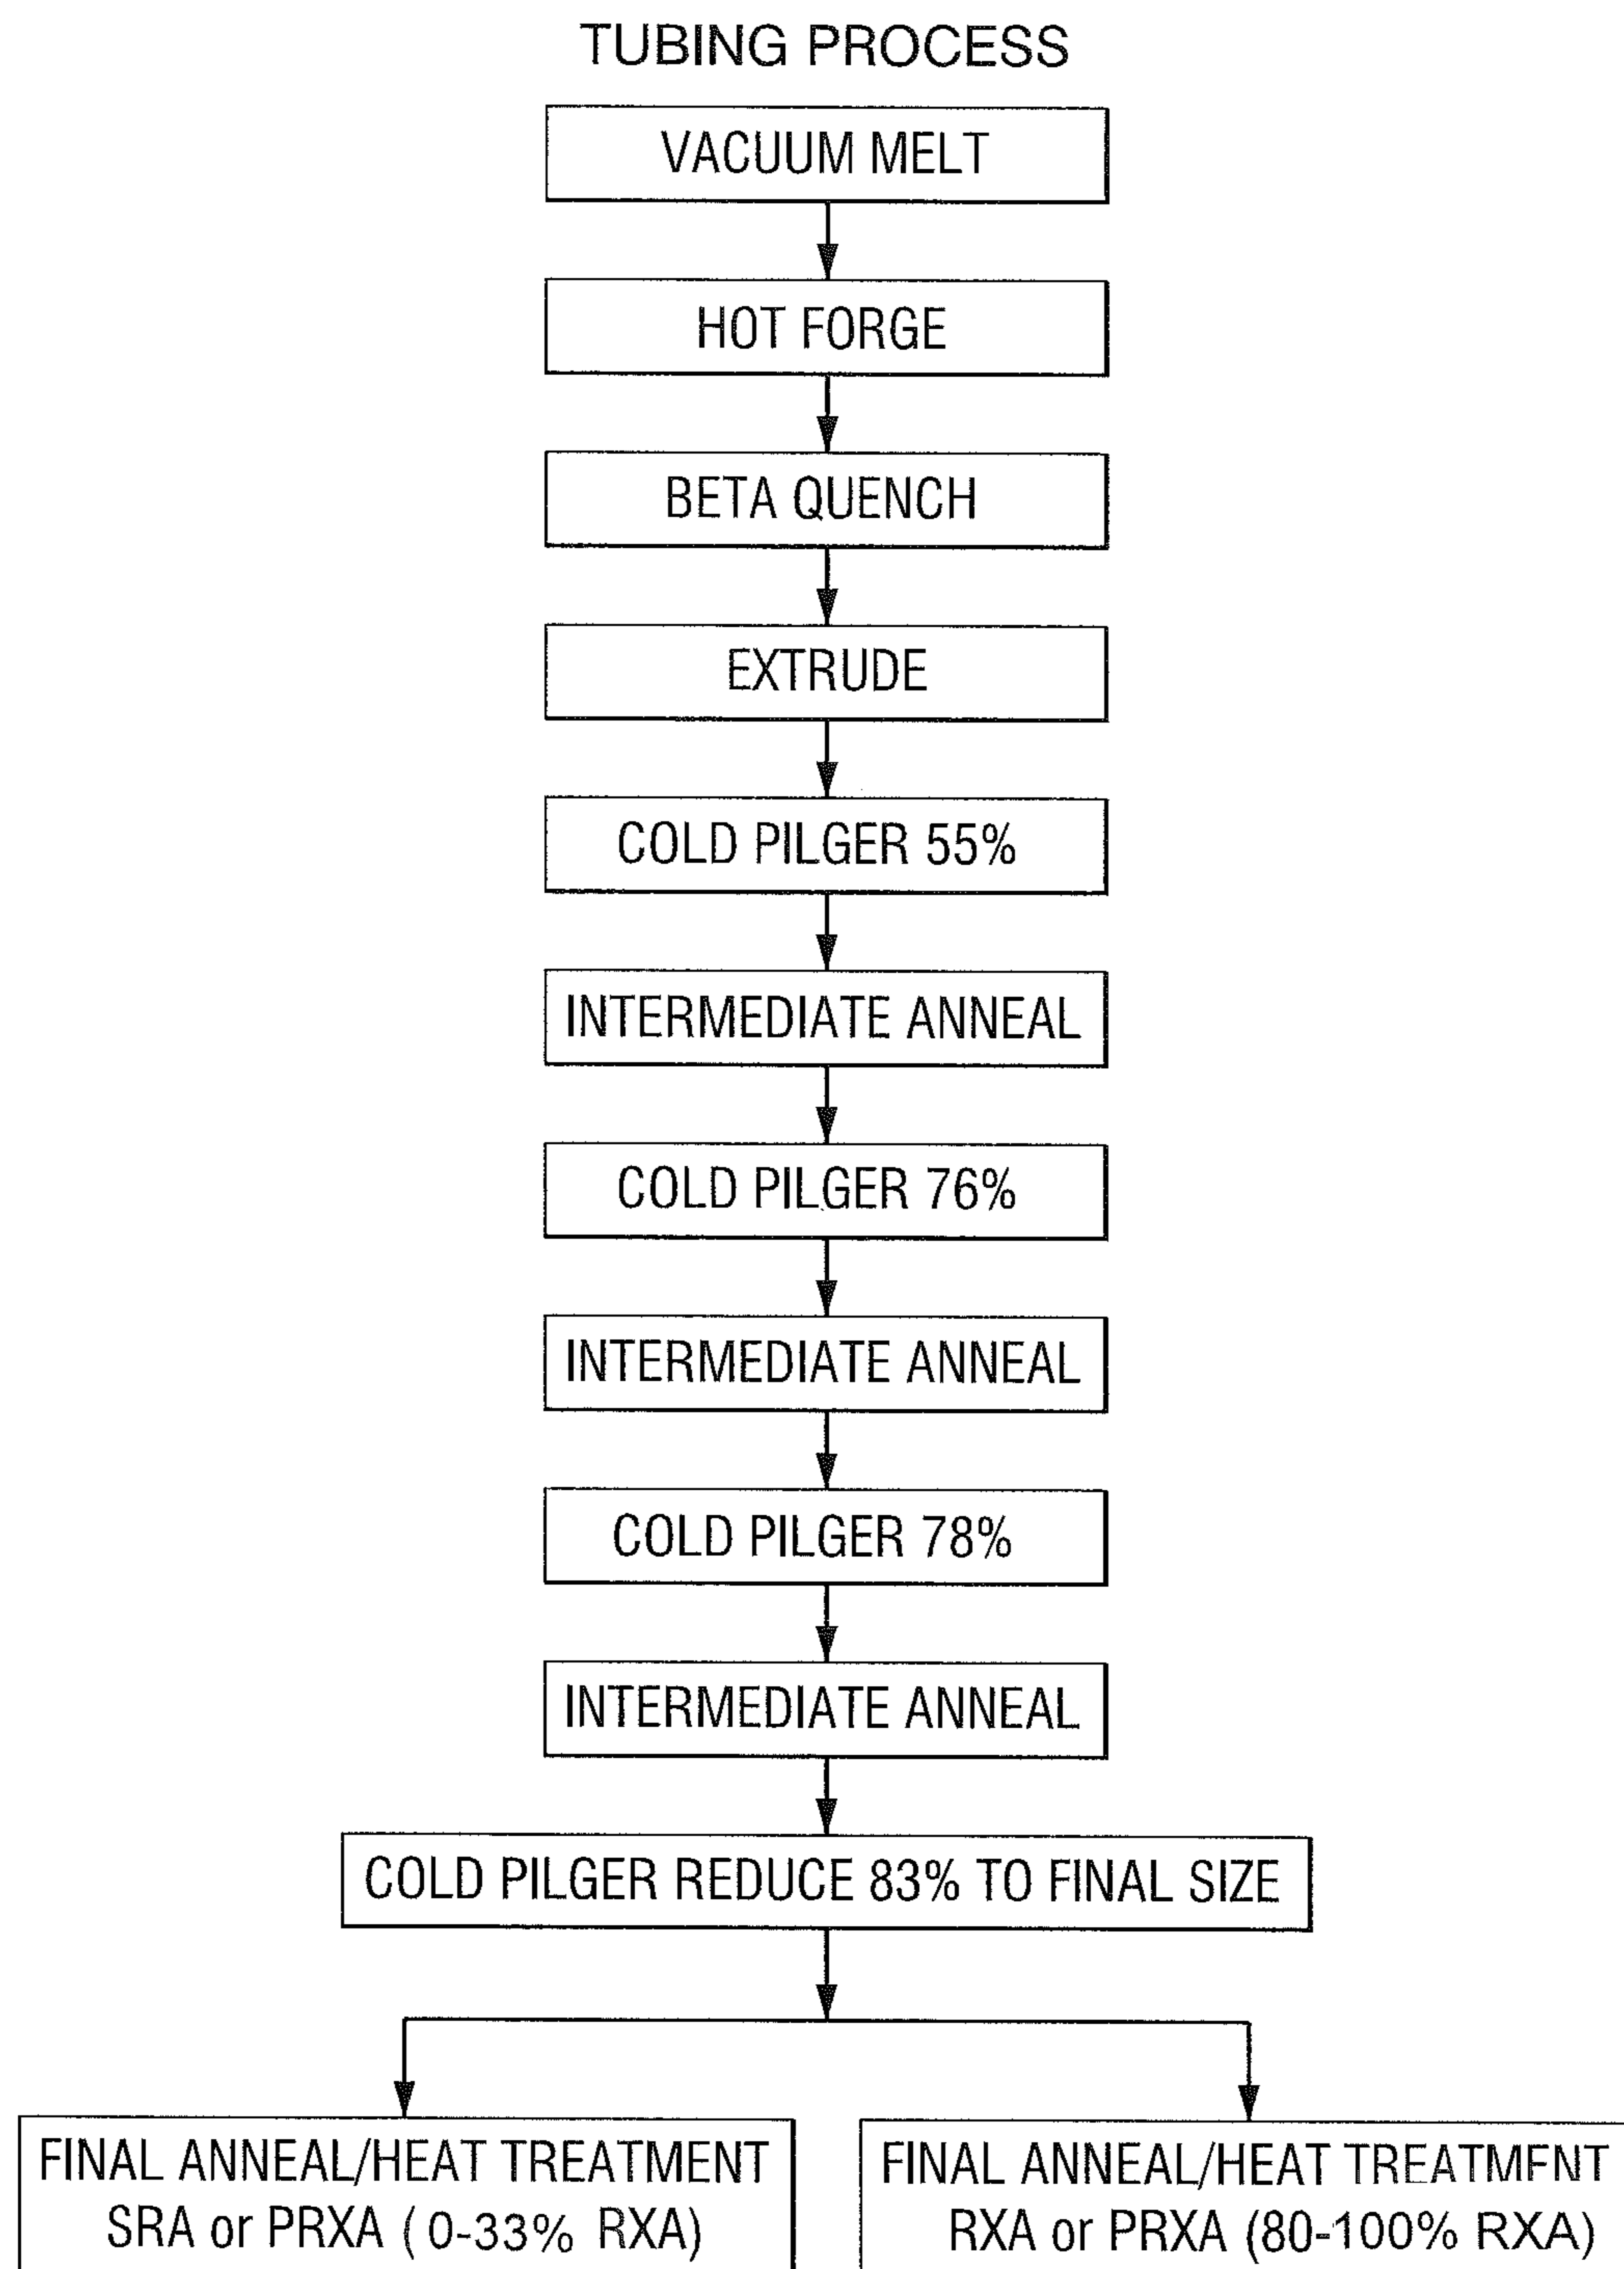 TUBING PROCESS
VACUUM MELT
HOT FORGE
BETA QUENCH
EXTRUDE
COLD PILGER 55%
INTERMEDIATE ANNEAL
COLD PILGER 76%
INTERMEDIATE ANNEAL
COLD PILGER 78%
INTERMEDIATE ANNEAL
COLD PILGER REDUCE 83% TO FINAL SIZE
FINAL ANNEAL/HEAT TREATMENT
SRA or PRXA ( 0-33% RXA)
FINAL ANNEAL/HEAT TREATMENT
RXA or PRXA (80-100% RXA)